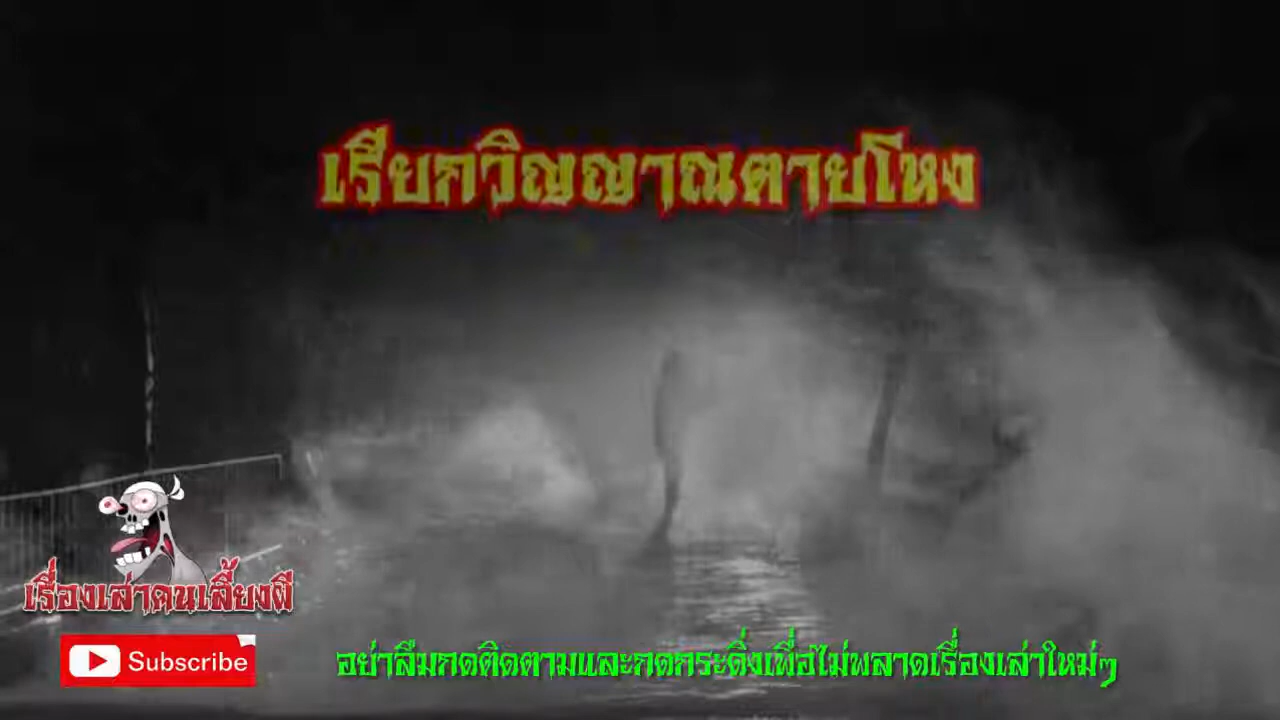 เรียกวิญญาณตายโหง
เรื่องเล่าคนเลี้ยงผี
Subscribe
อย่าลืมกดติดตามและกดกระดิ่งเพื่อไม่พลาดเรื่องเล่าใหม่ๆ